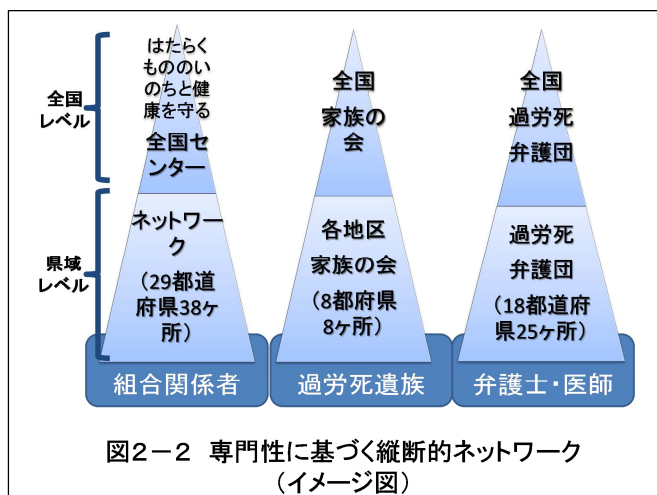 全国
レベル
県域
レベル
はたらく
もののい
のちと健
康を守る
全国セ
ンター
ネットワー
ク
（29都道
府県38ヶ
所）
組合関係者
全国
家族の
会
各地区
家族の会
（8都府県
8ヶ所）
過労死遺族
全国
過労死
弁護団
過労死
弁護団
（18都道府
県25ヶ所）
弁護士・医師
図２－２ 専門性に基づく縦断的ネットワーク
（イメージ図）